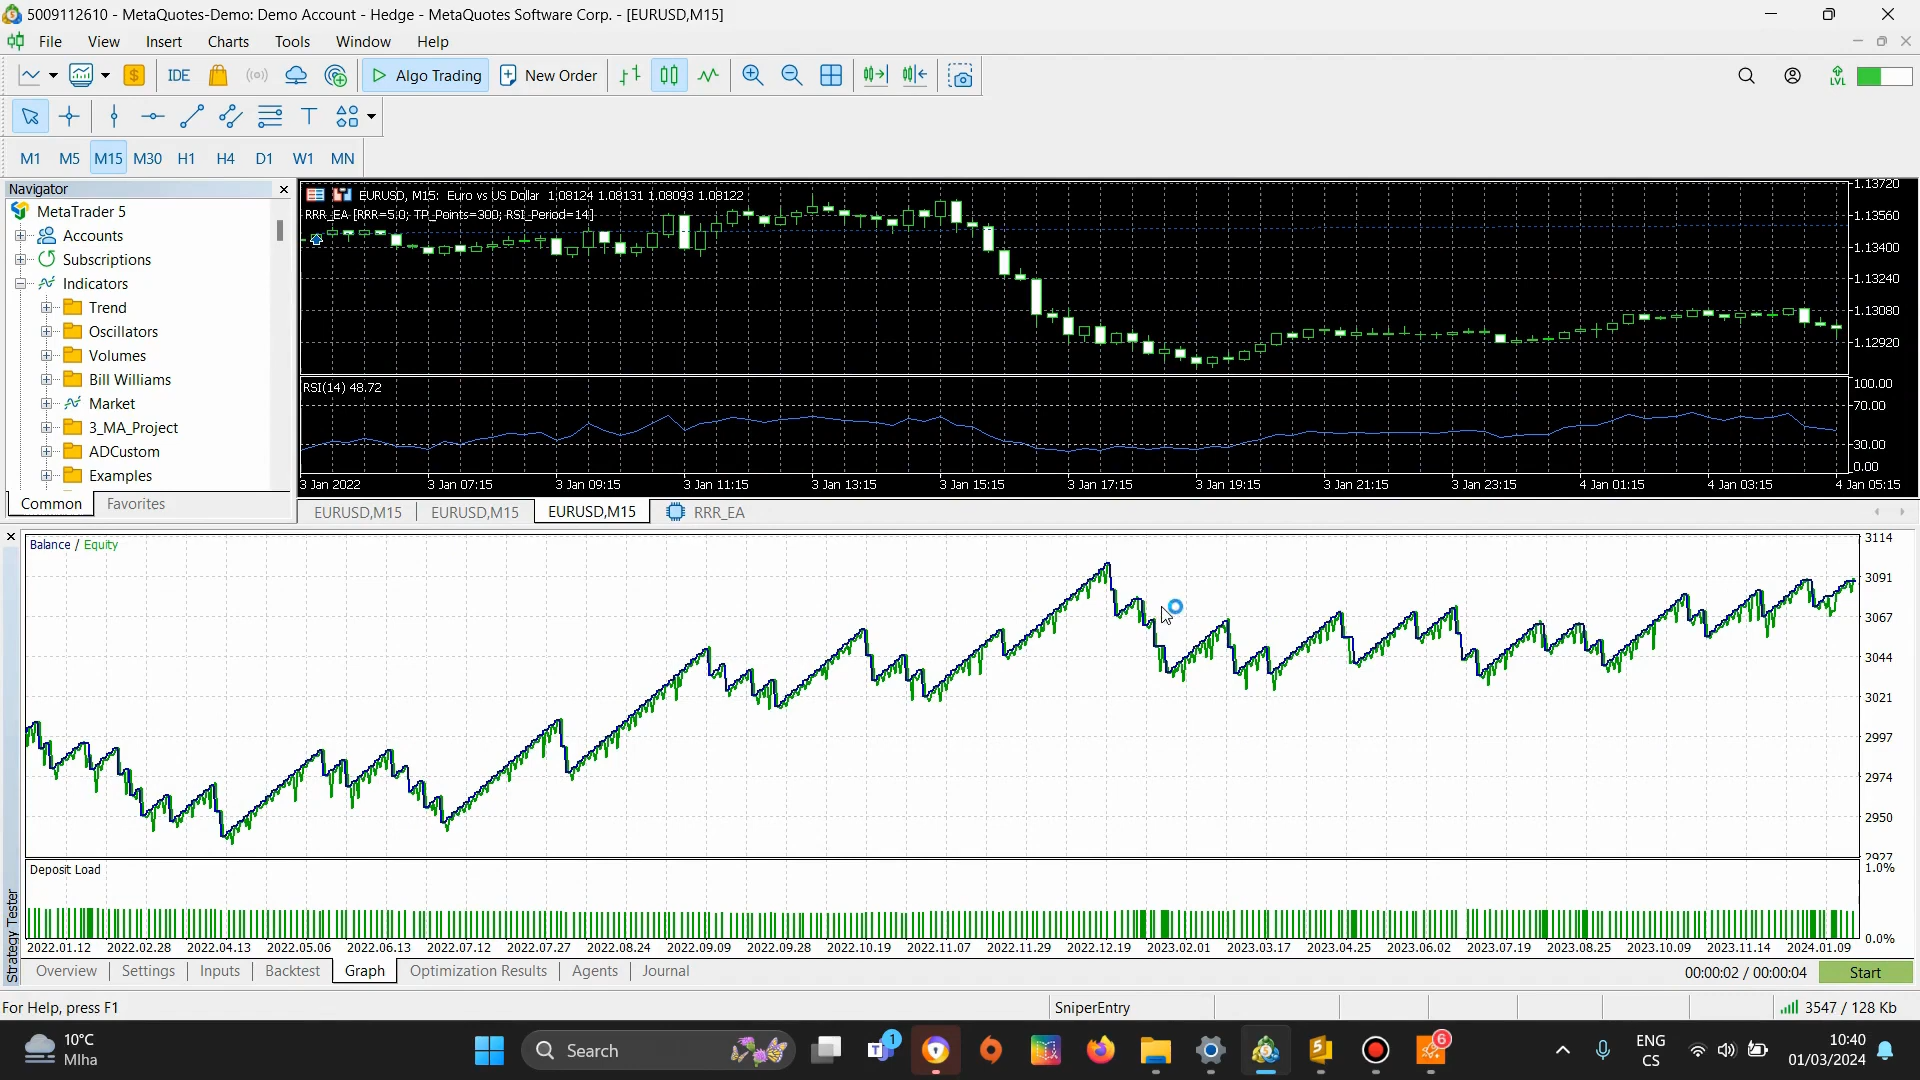 5009112610 - MetaQuotes-Demo: Demo Account - Hedge - MetaQuotes Software Corp. - [EURUSD,M15]
File View Insert Charts Tools Window Help
IDE Algo Trading New Order LVL
T
M1 M5 M15 M30 H1 H4 D1 W1 MN
Navigator
MetaTrader 5
Accounts
Subscriptions
Indicators
Trend
Oscillators
Volumes
Bill Williams
Market
3_MA_Project
ADCustom
Examples
Common Favorites
EURUSD, M15: Euro vs US Dollar 1.08124 1.08131 1.08093 1.08122
RRR_EA [RRR=5.0; TP_Points=300; RSI_Period=14]
1.13720
1.13560
1.13400
1.13240
1.13080
1.12920
RSI(14) 48.72
100.00
70.00
30.00
0.00
3 Jan 2022 3 Jan 07:15 3 Jan 09:15 3 Jan 11:15 3 Jan 13:15 3 Jan 15:15 3 Jan 17:15 3 Jan 19:15 3 Jan 21:15 3 Jan 23:15 4 Jan 01:15 4 Jan 03:15 4 Jan 05:15
EURUSD,M15 EURUSD,M15 EURUSD,M15 RRR_EA
Balance / Equity
3114
3091
3067
3044
3021
2997
2974
2950
2927
Deposit Load
1.0%
0.0%
2022.01.12 2022.02.28 2022.04.13 2022.05.06 2022.06.13 2022.07.12 2022.07.27 2022.08.24 2022.09.09 2022.09.28 2022.10.19 2022.11.07 2022.11.29 2022.12.19 2023.02.01 2023.03.17 2023.04.25 2023.06.02 2023.07.19 2023.08.25 2023.10.09 2023.11.14 2024.01.09
Strategy Tester
Overview Settings Inputs Backtest Graph Optimization Results Agents Journal 00:00:02 / 00:00:04 Start
For Help, press F1 SniperEntry 3547 / 128 Kb
10°C
Mlha
Search
1
6
ENG
CS
10:40
01/03/2024